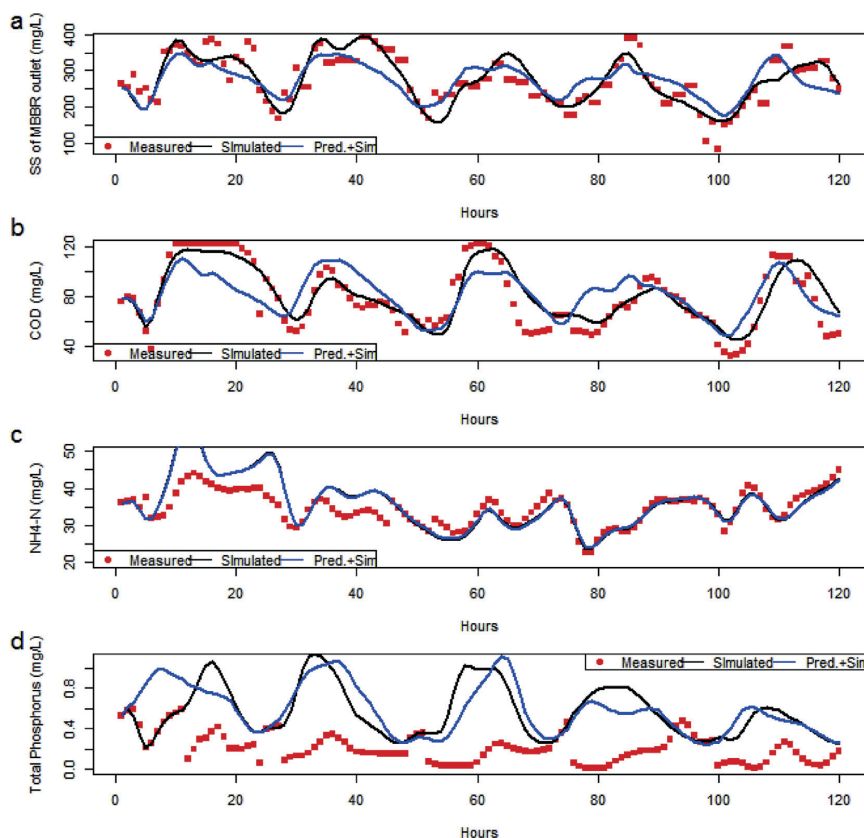 a
SS of MBBR outlet (mg/L)
400
300
200
100
Measured SImulated Pred.+Sim
0 20 40 60 80 100 120
Hours
b
COD (mg/L)
120
80
40
Measured SImulated Pred.+Sim
0 20 40 60 80 100 120
Hours
c
NH4-N (mg/L)
50
40
30
20
Measured SImulated Pred.+Sim
0 20 40 60 80 100 120
Hours
d
Total Phosphorus (mg/L)
0.8
0.4
0.0
Measured SImulated Pred.+Sim
0 20 40 60 80 100 120
Hours